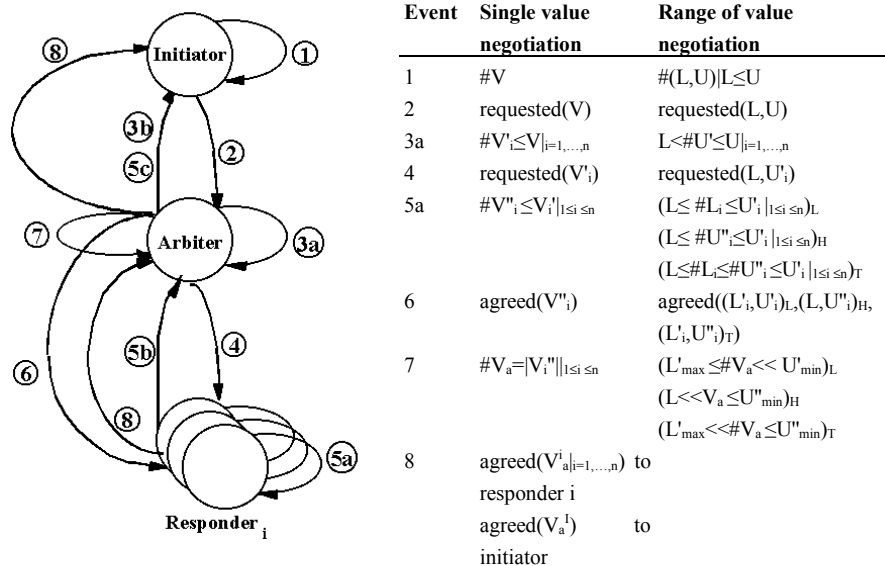 8
Initiator
1
3b
2
5c
7
Arbiter
3a
5b
4
6
8
5a
Responder i
Event Single value negotiation Range of value negotiation
1 #V #(L,U)|L≤U
2 requested(V) requested(L,U)
3a #V'i≤V|i=1,…,n L<#U'≤U|i=1,…,n
4 requested(V'i) requested(L,U'i)
5a #V''i≤Vi'|1≤i≤n (L≤ #Li≤U'i|1≤i≤n)L
(L≤ #U''i≤U'i|1≤i≤n)H
(L≤#Li≤#U''i≤U'i|1≤i≤n)T
6 agreed(V''i) agreed((L'i,U'i)L,(L,U''i)H,
(L'i,U''i)T)
7 #Va=|Vi''||1≤i≤n (L'max≤#Va<< U'min)L
(L<<Va≤U''min)H
(L'max<<#Va≤U''min)T
8 agreed(Via|i=1,…,n) to
responder i
agreed(VaI) to
initiator